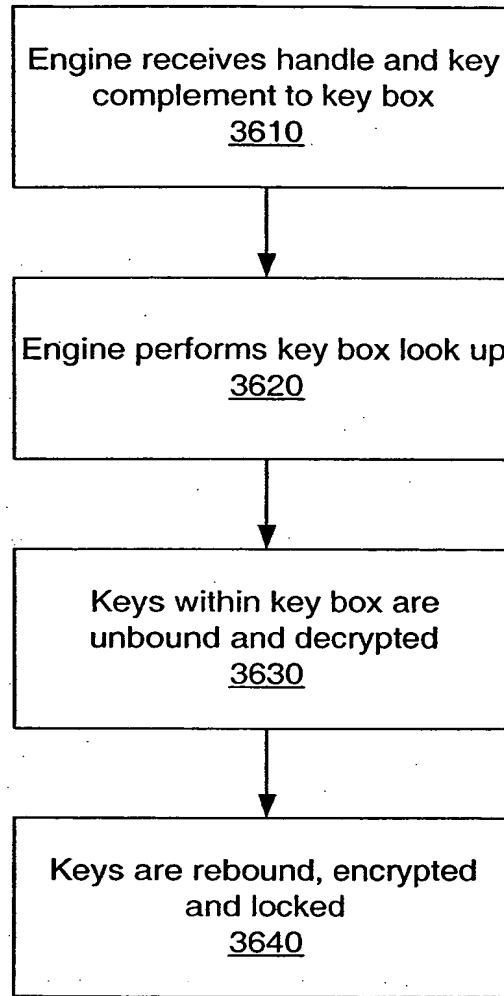 Engine receives handle and key
complement to key box
3610
Engine performs key box look up
3620
Keys within key box are
unbound and decrypted
3630
Keys are rebound, encrypted
and locked
3640